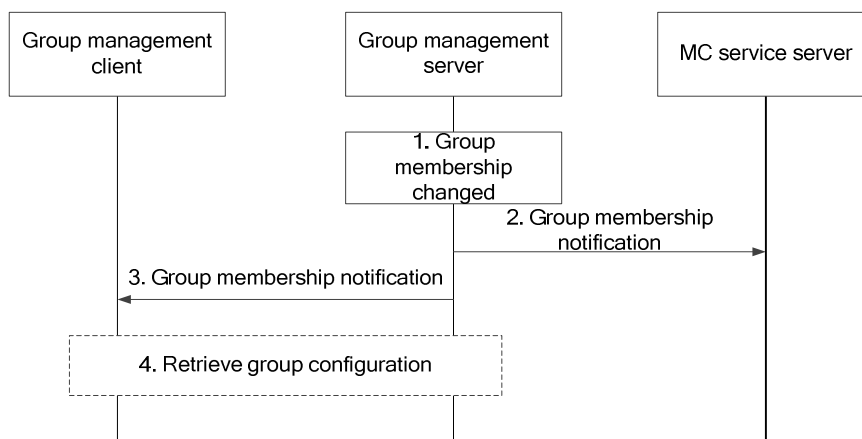 Group management
client
Group management
server
MC service server
1. Group
membership
changed
2. Group membership
notification
3. Group membership notification
4. Retrieve group configuration